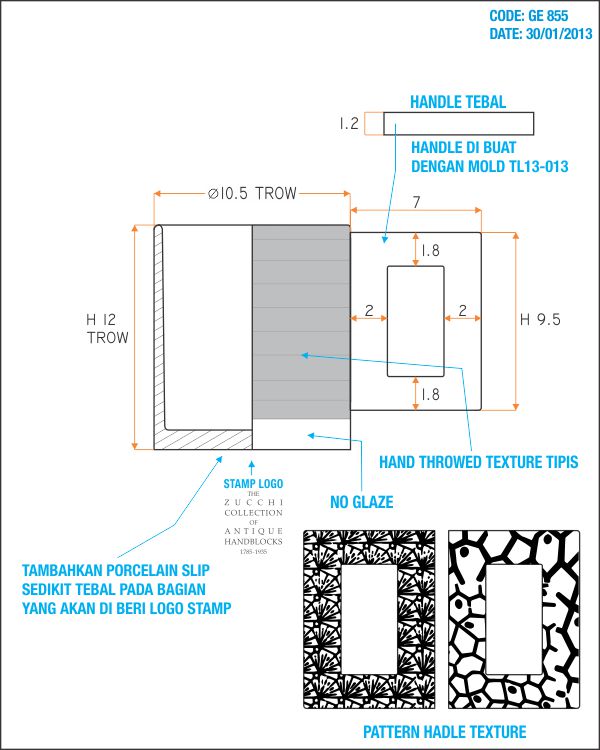 CODE: GE 855
DATE: 30/01/2013
HANDLE TEBAL
1.2
HANDLE DI BUAT
DENGAN MOLD TL13-013
Ø10.5 TROW
7
1.8
H 12
TROW
2
2
H 9.5
1.8
HAND THROWED TEXTURE TIPIS
STAMP LOGO
NO GLAZE
THE
ZUCCHI
COLLECTION
OF
ANTIQUE
HANDBLOCKS
1785-1935
TAMBAHKAN PORCELAIN SLIP
SEDIKIT TEBAL PADA BAGIAN
YANG AKAN DI BERI LOGO STAMP
PATTERN HADLE TEXTURE